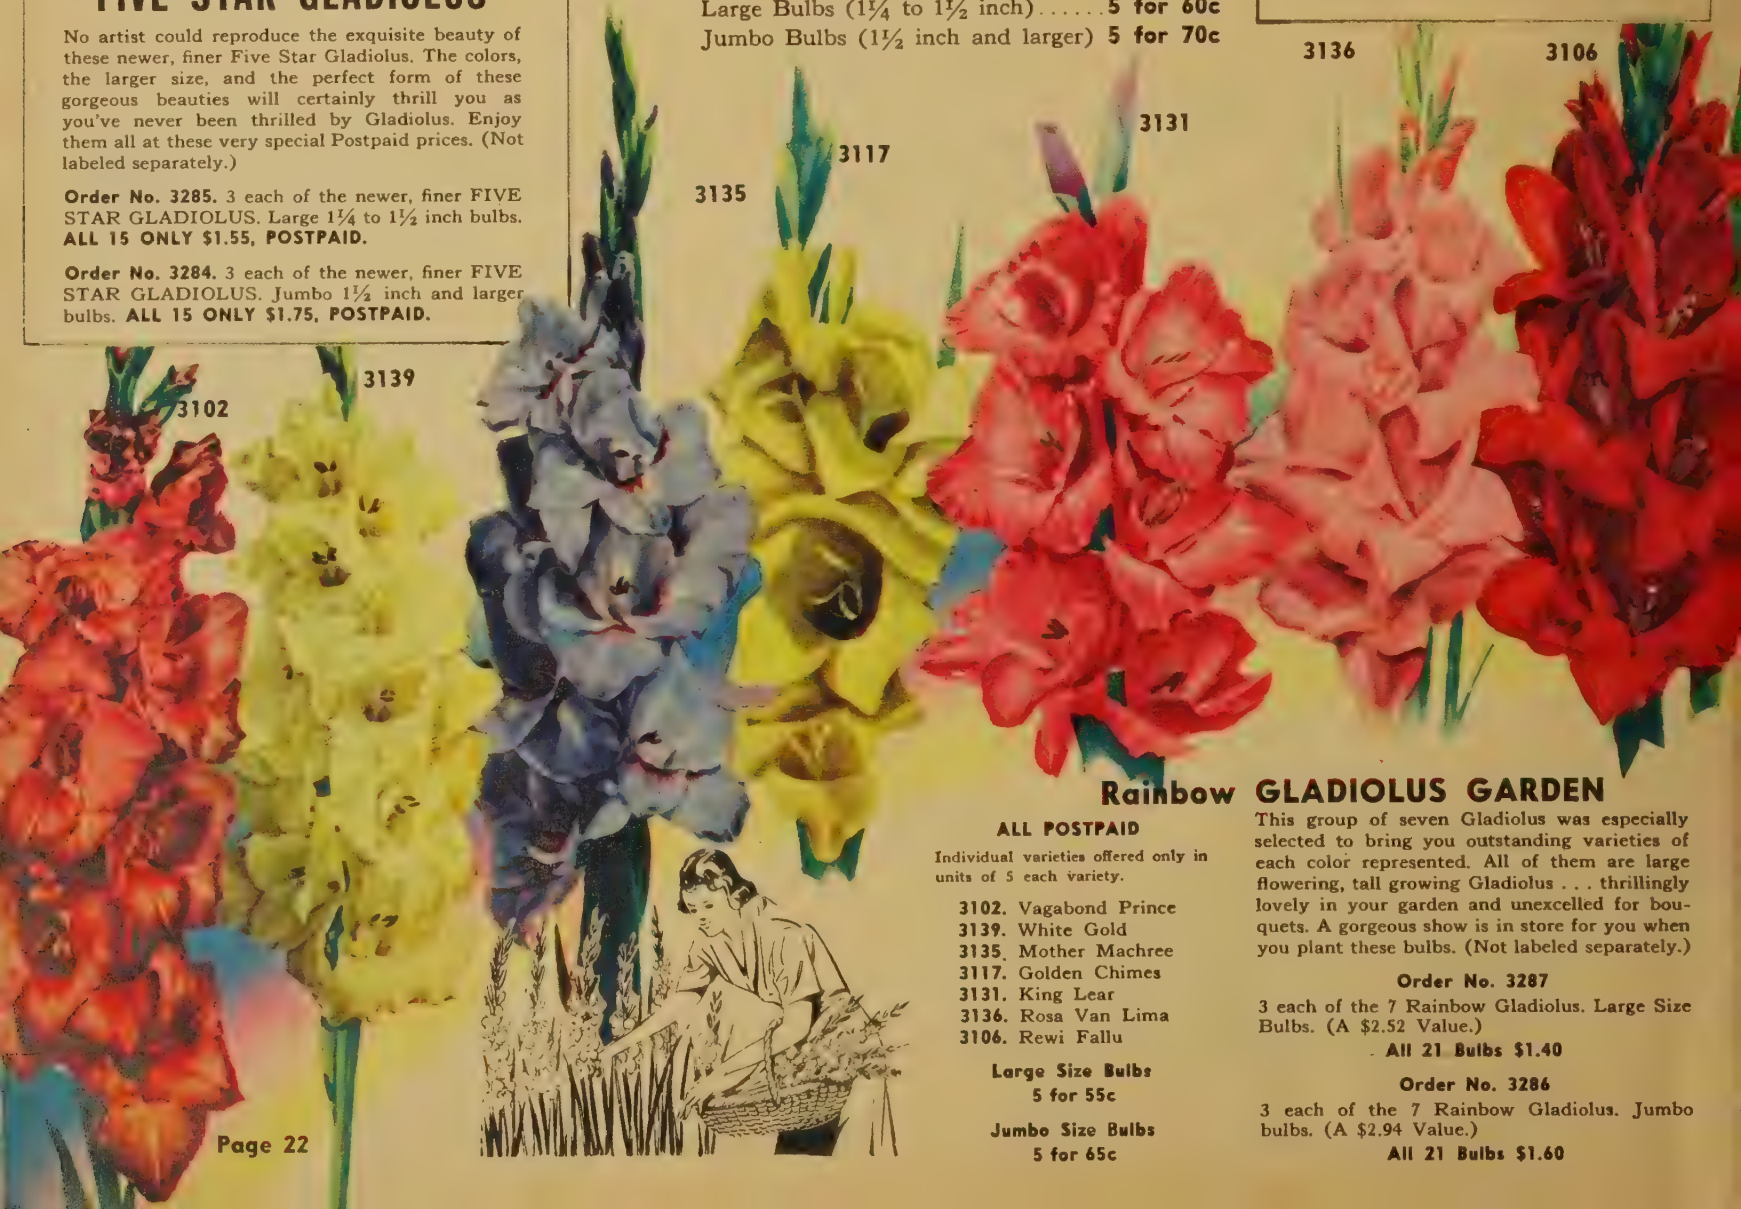 FIVE STAR GLADIOLUS
No artist could reproduce the exquisite beauty of
these newer, finer Five Star Gladiolus. The colors,
the larger size, and the perfect form of these
gorgeous beauties will certainly thrill you as
you've never been thrilled by Gladiolus. Enjoy
them all at these very special Postpaid prices. (Not
labeled separately.)
Order No. 3285. 3 each of the newer, finer FIVE
STAR GLADIOLUS. Large 1¼ to 1½ inch bulbs.
ALL 15 ONLY $1.55, POSTPAID.
Order No. 3284. 3 each of the newer, finer FIVE
STAR GLADIOLUS. Jumbo 1½ inch and larger
bulbs. ALL 15 ONLY $1.75, POSTPAID.
Large Bulbs (1¼ to 1½ inch)......5 for 60c
Jumbo Bulbs (1½ inch and larger) 5 for 70c
3102
3139
3135
3117
3131
3136
3106
Rainbow GLADIOLUS GARDEN
ALL POSTPAID
Individual varieties offered only in
units of 5 each variety.
3102. Vagabond Prince
3139. White Gold
3135. Mother Machree
3117. Golden Chimes
3131. King Lear
3136. Rosa Van Lima
3106. Rewi Fallu
Large Size Bulbs
5 for 55c
Jumbo Size Bulbs
5 for 65c
This group of seven Gladiolus was especially
selected to bring you outstanding varieties of
each color represented. All of them are large
flowering, tall growing Gladiolus . . . thrillingly
lovely in your garden and unexcelled for bou-
quets. A gorgeous show is in store for you when
you plant these bulbs. (Not labeled separately.)
Order No. 3287
3 each of the 7 Rainbow Gladiolus. Large Size
Bulbs. (A $2.52 Value.)
All 21 Bulbs $1.40
Order No. 3286
3 each of the 7 Rainbow Gladiolus. Jumbo
bulbs. (A $2.94 Value.)
All 21 Bulbs $1.60
Page 22